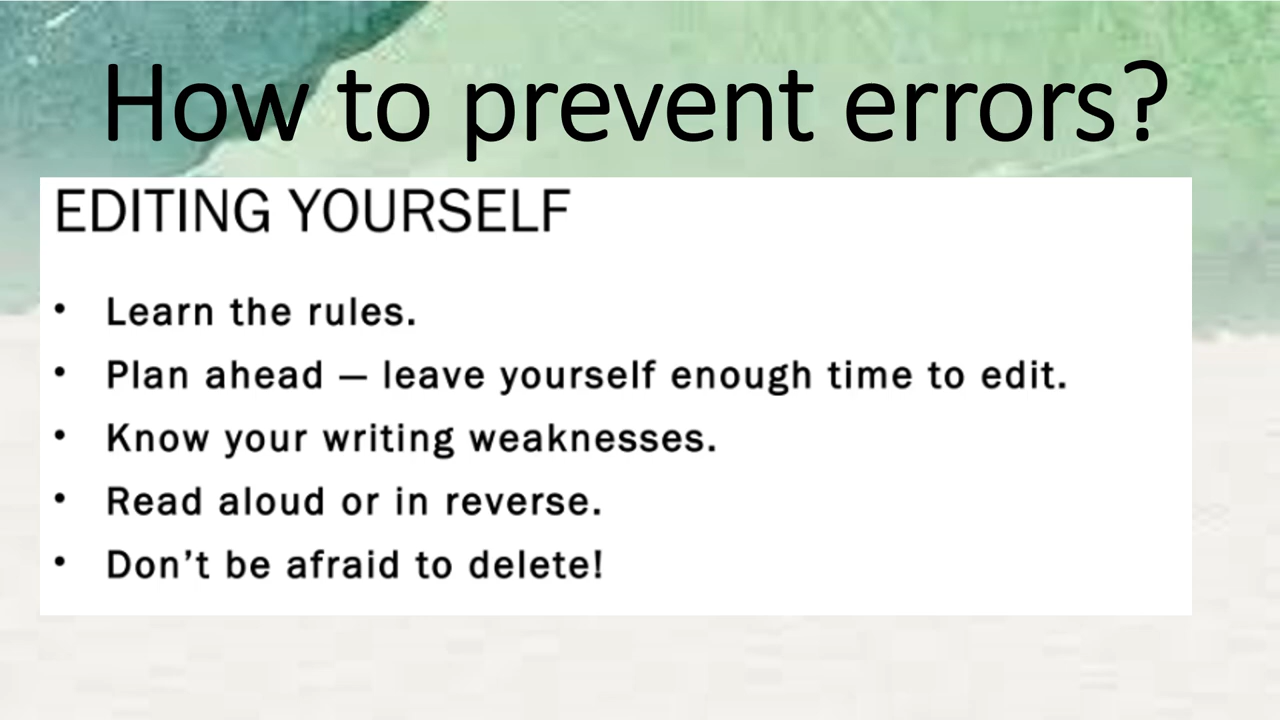 How to prevent errors?
EDITING YOURSELF
• Learn the rules.
• Plan ahead — leave yourself enough time to edit.
• Know your writing weaknesses.
• Read aloud or in reverse.
• Don’t be afraid to delete!